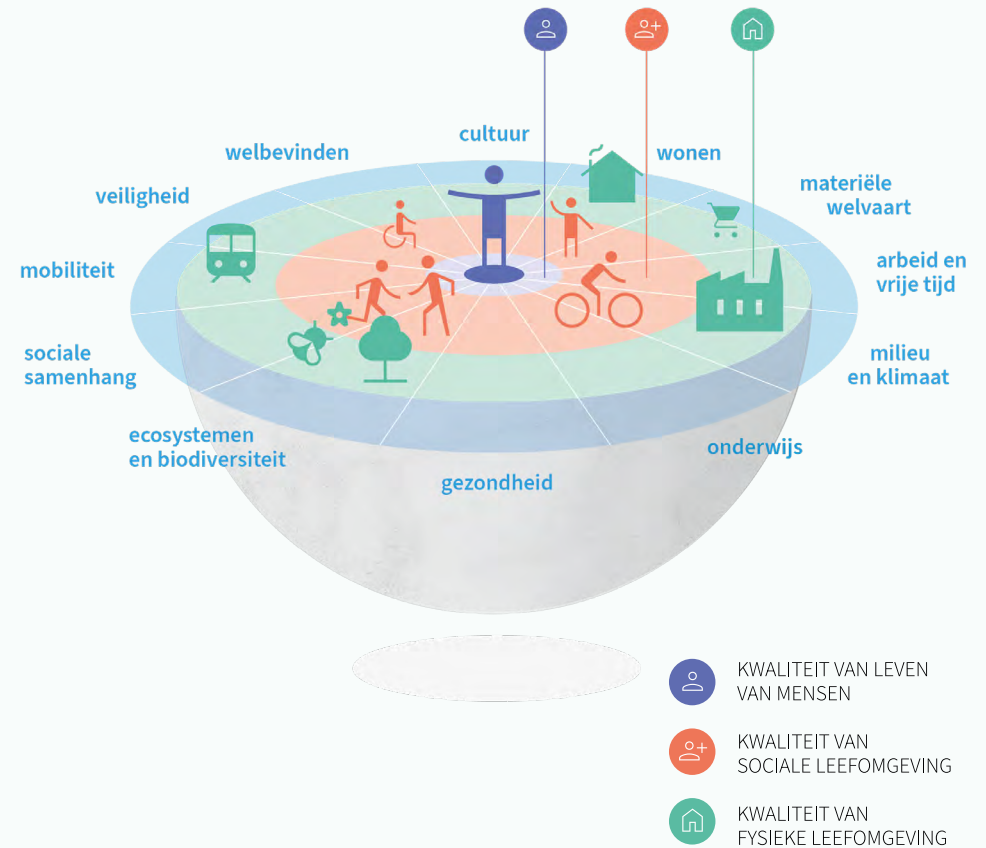 cultuur
welbevinden
wonen
veiligheid
materiële
welvaart
mobiliteit
arbeid en
vrije tijd
sociale
samenhang
milieu
en klimaat
ecosystemen
en biodiversiteit
onderwijs
gezondheid
KWALITEIT VAN LEVEN
VAN MENSEN
KWALITEIT VAN
SOCIALE LEEFOMGEVING
KWALITEIT VAN
FYSIEKE LEEFOMGEVING